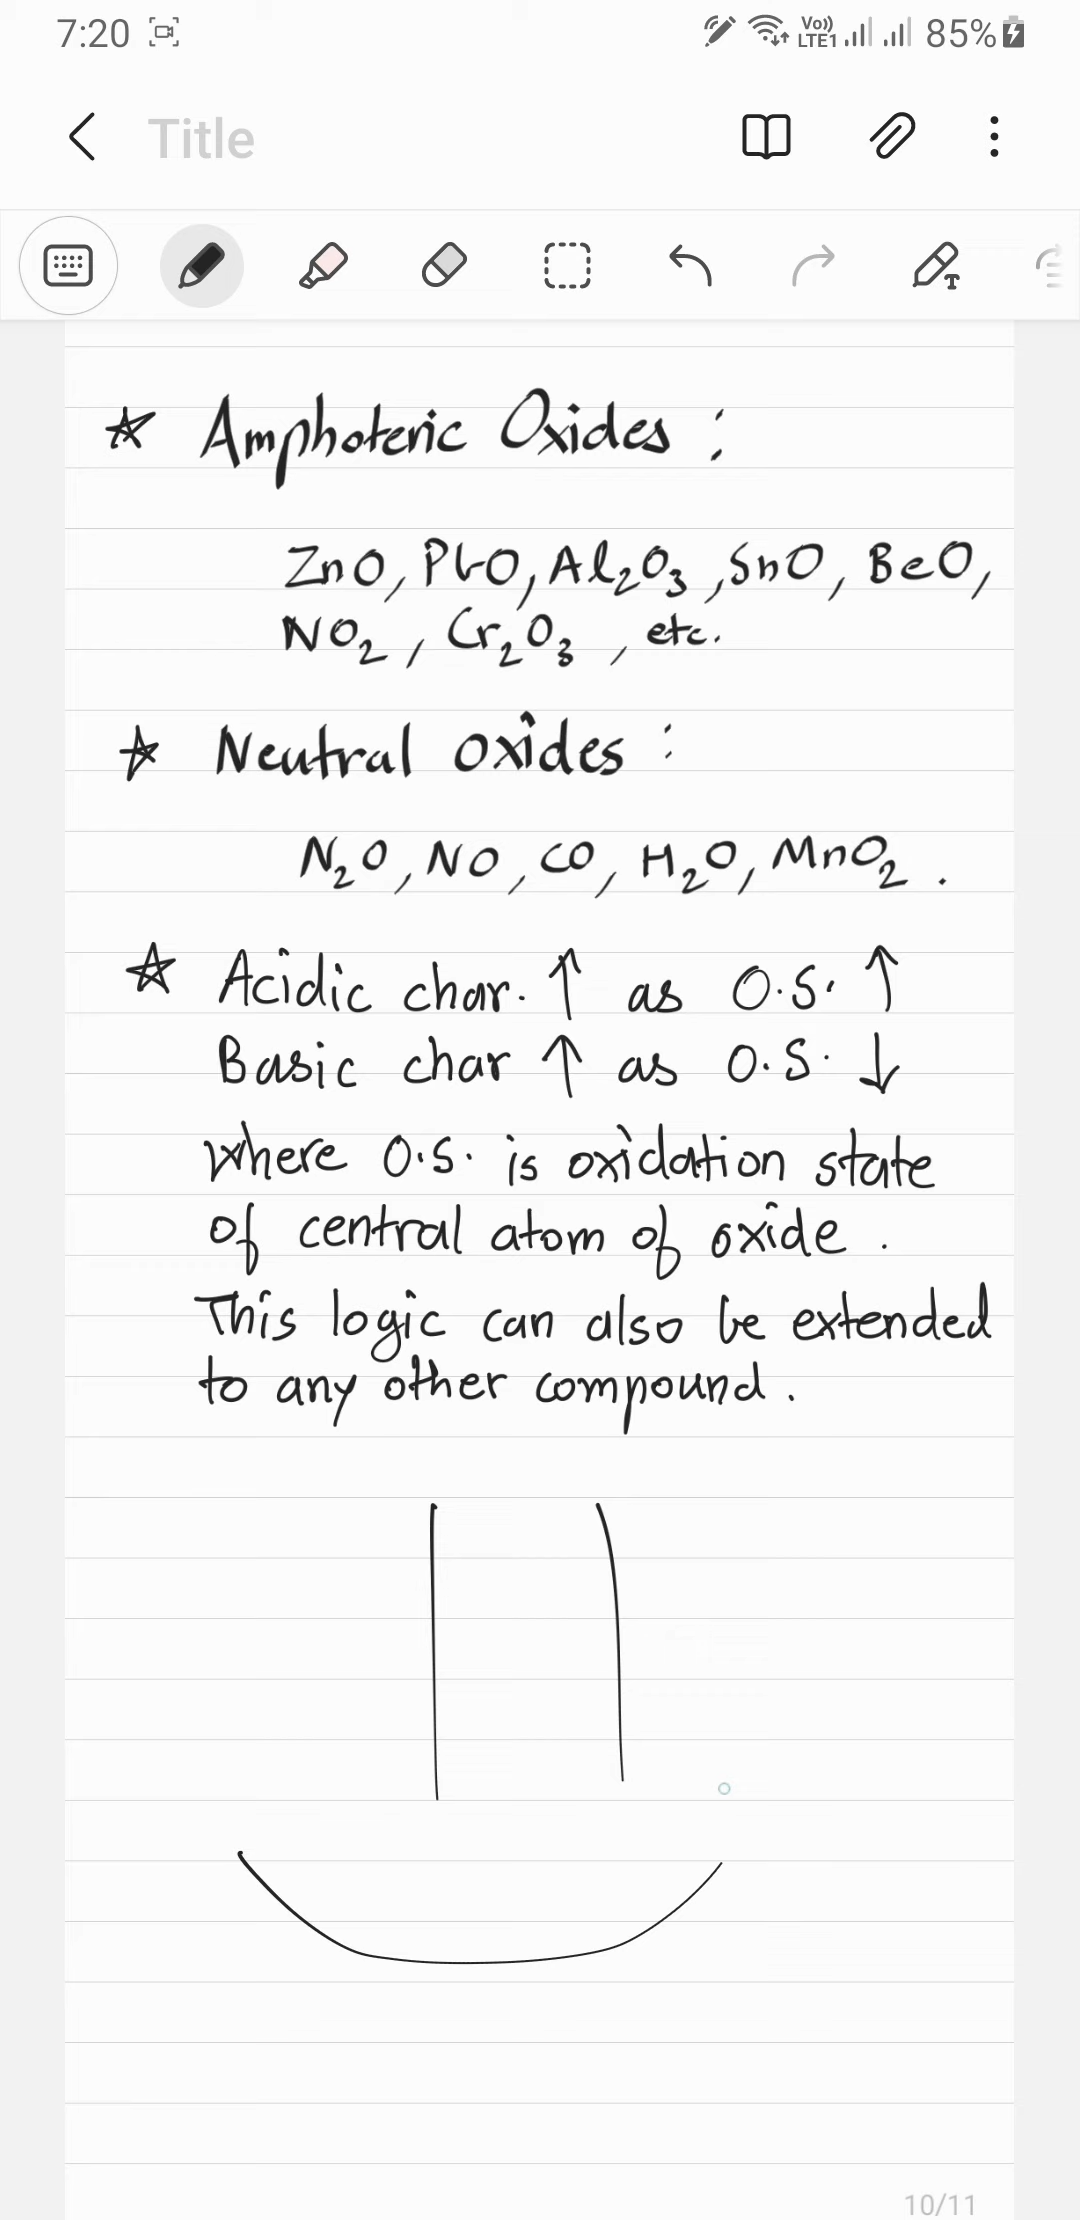 7:20 Vo)) LTE1 85%
Title
☆ Amphoteric Oxides :
ZnO, PbO, Al₂O₃, SnO, BeO,
NO₂, Cr₂O₃, etc.
☆ Neutral oxides :
N₂O, NO, CO, H₂O, MnO₂.
☆ Acidic char. ↑ as O.S. ↑
Basic char ↑ as O.S. ↓
where O.S. is oxidation state
of central atom of oxide.
This logic can also be extended
to any other compound.
10/11